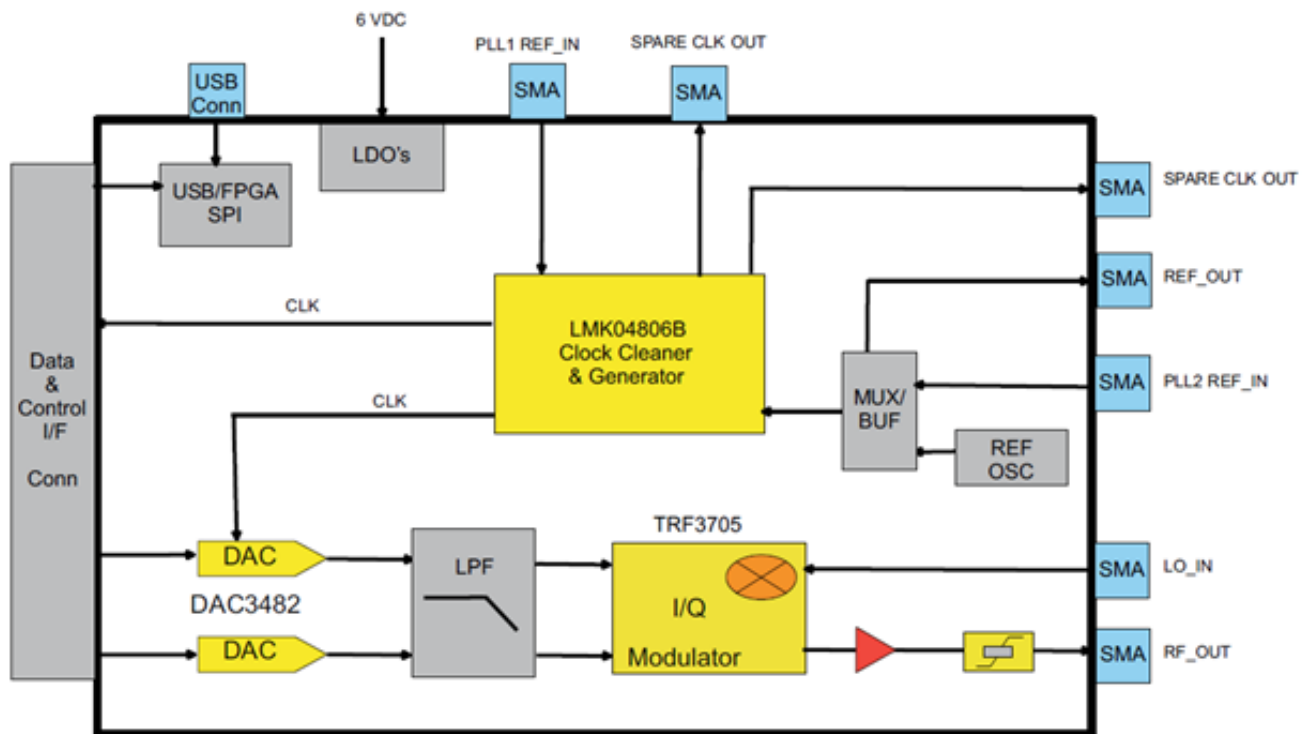 6 VDC
PLL1 REF_IN
SPARE CLK OUT
USB
Conn
SMA
SMA
LDO's
USB/FPGA
SPI
SMA
SPARE CLK OUT
SMA
REF_OUT
CLK
LMK04806B
Clock Cleaner
& Generator
Data
&
Control
I/F
Conn
SMA
PLL2 REF_IN
MUX/
BUF
CLK
REF
OSC
TRF3705
DAC
LPF
SMA
LO_IN
DAC3482
I/Q
Modulator
DAC
SMA
RF_OUT